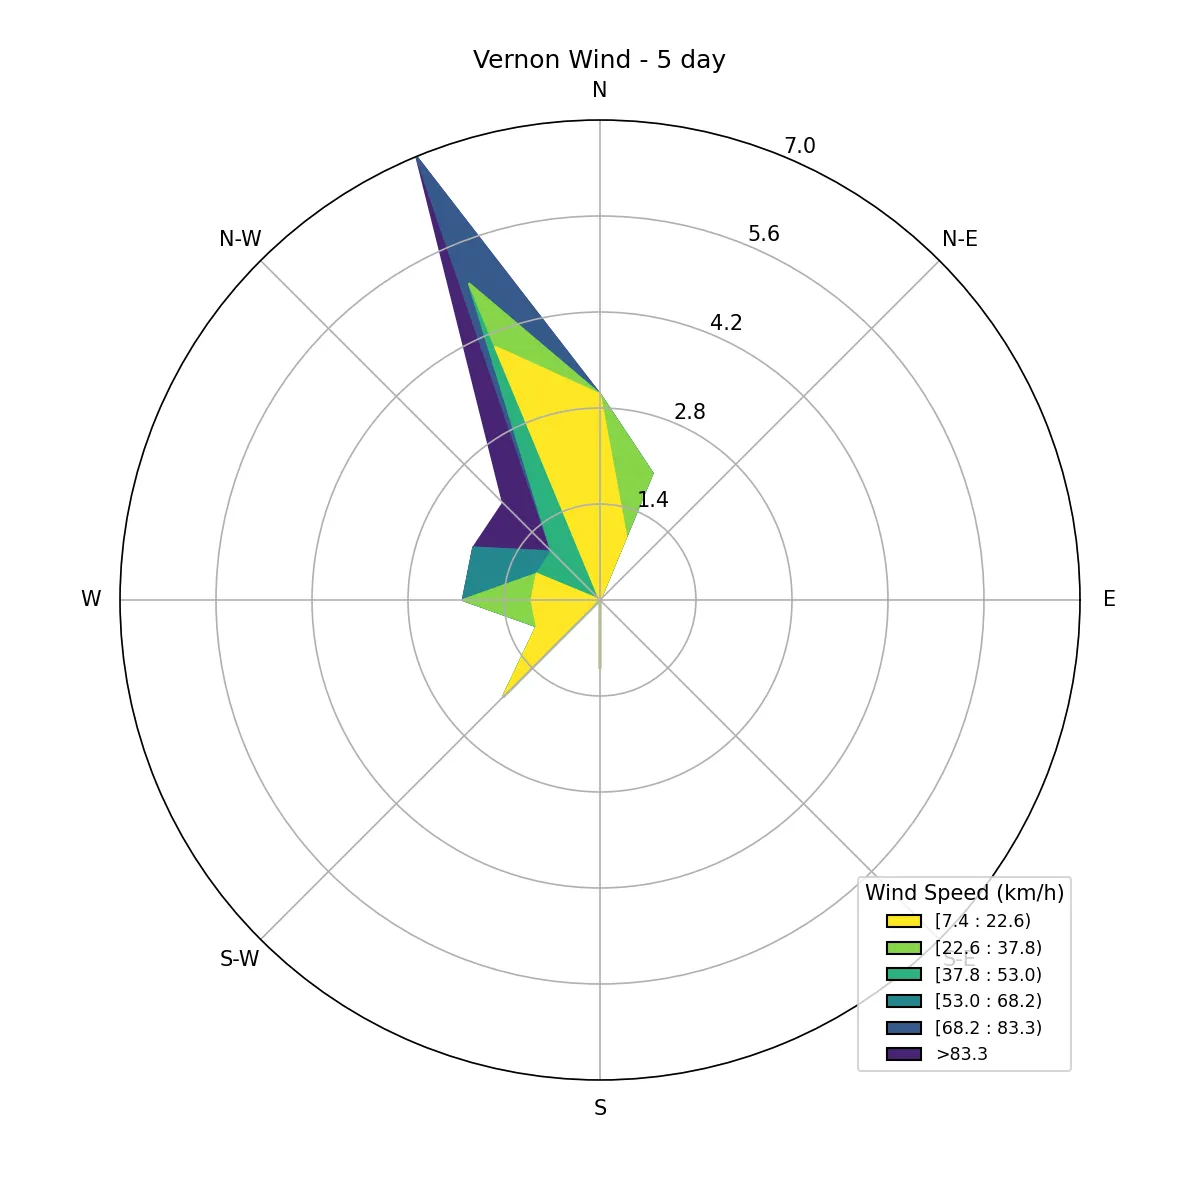 Vernon Wind - 5 day
N
7.0
N-W
5.6
N-E
4.2
2.8
1.4
W
E
Wind Speed (km/h)
[7.4 : 22.6)
[22.6 : 37.8)
S-W
S-E
[37.8 : 53.0)
[53.0 : 68.2)
[68.2 : 83.3)
>83.3
S